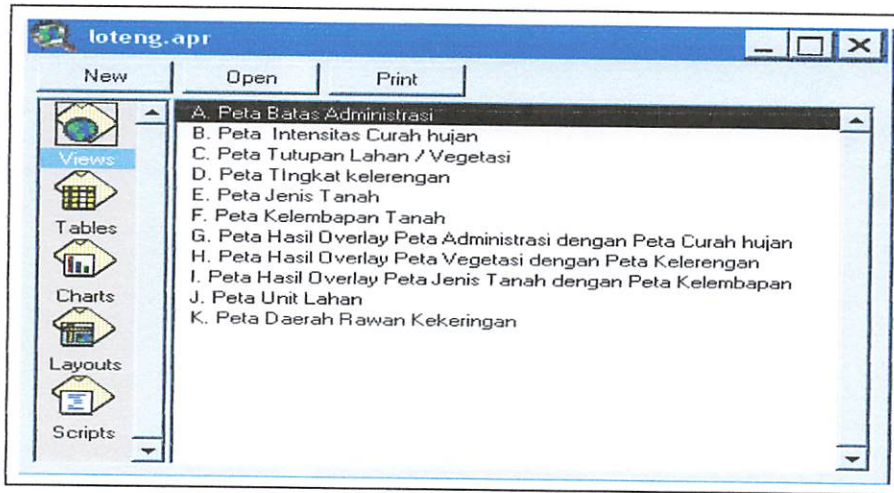 loteng.apr
New Open Print
Views
Tables
Charts
Layouts
Scripts
A. Peta Batas Administrasi
B. Peta Intensitas Curah hujan
C. Peta Tutupan Lahan / Vegetasi
D. Peta TIngkat kelerengan
E. Peta Jenis Tanah
F. Peta Kelembapan Tanah
G. Peta Hasil Overlay Peta Administrasi dengan Peta Curah hujan
H. Peta Hasil Overlay Peta Vegetasi dengan Peta Kelerengan
I. Peta Hasil Overlay Peta Jenis Tanah dengan Peta Kelembapan
J. Peta Unit Lahan
K. Peta Daerah Rawan Kekeringan